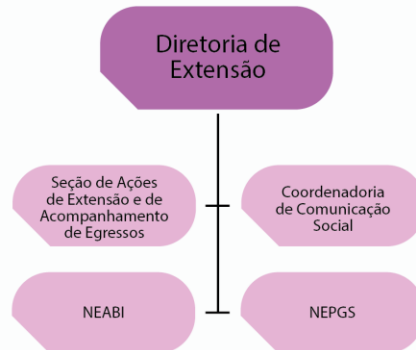 Diretoria de
Extensão
Seção de Ações
de Extensão e de
Acompanhamento
de Egressos
Coordenadoria
de Comunicação
Social
NEABI
NEPGS